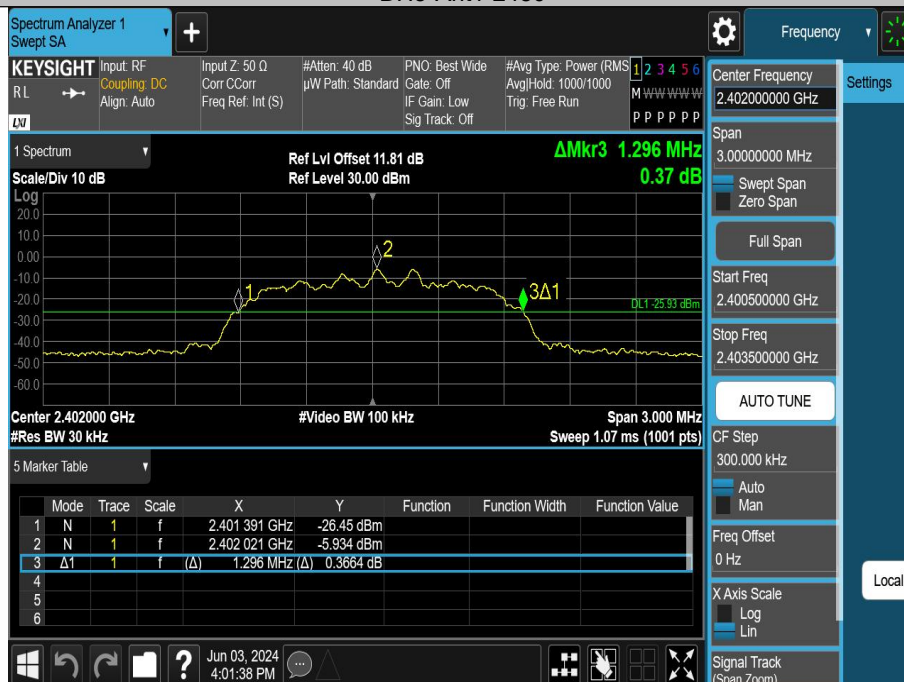 Spectrum Analyzer 1
Swept SA
Frequency
KEYSIGHT
RL
LXI
Input: RF
Coupling: DC
Align: Auto
Input Z: 50 Ω
Corr CCorr
Freq Ref: Int (S)
#Atten: 40 dB
µW Path: Standard
PNO: Best Wide
Gate: Off
IF Gain: Low
Sig Track: Off
#Avg Type: Power (RMS
Avg|Hold: 1000/1000
Trig: Free Run
1 2 3 4 5 6
M W W W W W
P P P P P P
1 Spectrum
Scale/Div 10 dB
Ref Lvl Offset 11.81 dB
Ref Level 30.00 dBm
ΔMkr3 1.296 MHz
0.37 dB
Log
20.0
10.0
0.00
-10.0
-20.0
-30.0
-40.0
-50.0
-60.0
1
2
3Δ1
DL1 -25.93 dBm
Center 2.402000 GHz
#Res BW 30 kHz
#Video BW 100 kHz
Span 3.000 MHz
Sweep 1.07 ms (1001 pts)
5 Marker Table
Mode Trace Scale X Y Function Function Width Function Value
1 N 1 f 2.401 391 GHz -26.45 dBm
2 N 1 f 2.402 021 GHz -5.934 dBm
3 Δ1 1 f (Δ) 1.296 MHz (Δ) 0.3664 dB
4
5
6
Jun 03, 2024
4:01:38 PM
Center Frequency
2.402000000 GHz
Span
3.00000000 MHz
Swept Span
Zero Span
Full Span
Start Freq
2.400500000 GHz
Stop Freq
2.403500000 GHz
AUTO TUNE
CF Step
300.000 kHz
Auto
Man
Freq Offset
0 Hz
X Axis Scale
Log
Lin
Signal Track
(Span Zoom)
Settings
Local